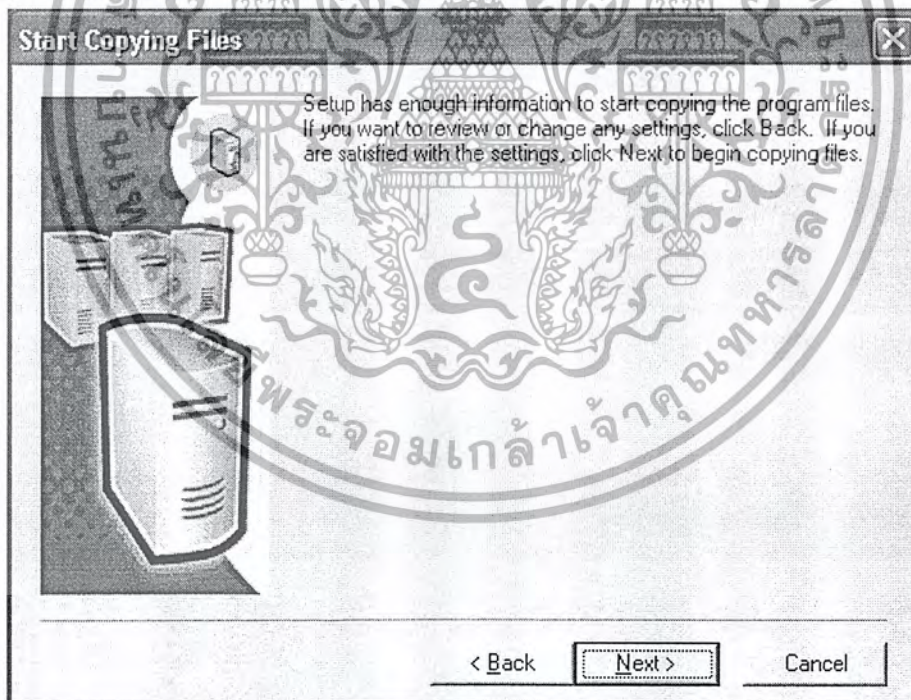 Start Copying Files
Setup has enough information to start copying the program files.
If you want to review or change any settings, click Back. If you
are satisfied with the settings, click Next to begin copying files.
พระจอมเกล้าเจ้าคุณทหารลาด
< Back
Next >
Cancel